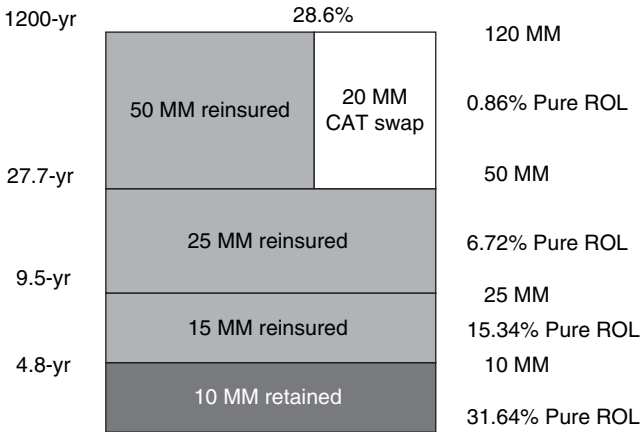 1200-yr
28.6%
120 MM
50 MM reinsured
20 MM
CAT swap
0.86% Pure ROL
27.7-yr
50 MM
25 MM reinsured
6.72% Pure ROL
9.5-yr
25 MM
15 MM reinsured
15.34% Pure ROL
4.8-yr
10 MM
10 MM retained
31.64% Pure ROL